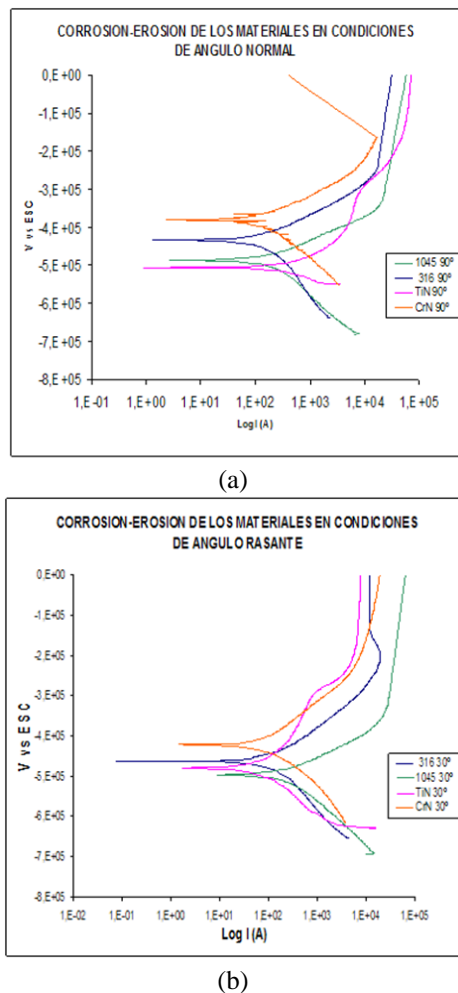 CORROSION-EROSION DE LOS MATERIALES EN CONDICIONES
DE ANGULO NORMAL
0,E+00
-1,E+05
-2,E+05
-3,E+05
-4,E+05
-5,E+05
-6,E+05
-7,E+05
-8,E+05
V vs ESC
1045 90º
316 90º
TiN 90º
CrN 90º
1,E-01
1,E+00
1,E+01
1,E+02
1,E+03
1,E+04
1,E+05
Log I (A)
(a)
CORROSION-EROSION DE LOS MATERIALES EN CONDICIONES
DE ANGULO RASANTE
0,E+00
-1,E+05
-2,E+05
-3,E+05
-4,E+05
-5,E+05
-6,E+05
-7,E+05
-8,E+05
V vs ESC
316 30º
1045 30º
TiN 30º
CrN 30º
1,E-02
1,E-01
1,E+00
1,E+01
1,E+02
1,E+03
1,E+04
1,E+05
Log I (A)
(b)